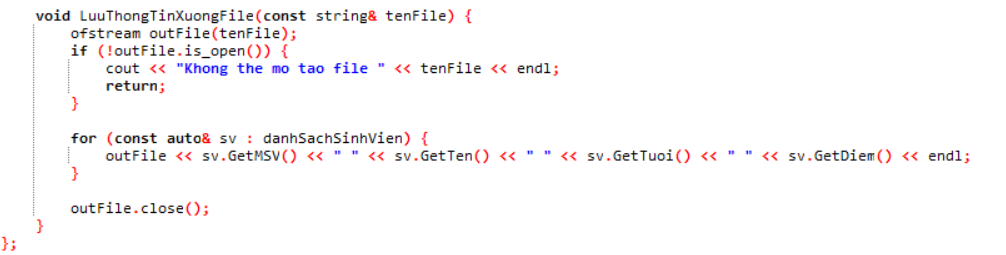 void LuuThongTinXuongFile(const string& tenFile) {
ofstream outFile(tenFile);
if (!outFile.is_open()) {
cout << "Khong the mo tao file " << tenFile << endl;
return;
}
for (const auto& sv : danhSachSinhVien) {
outFile << sv.GetMSV() << " " << sv.GetTen() << " " << sv.GetTuoi() << " " << sv.GetDiem() << endl;
}
outFile.close();
}
};